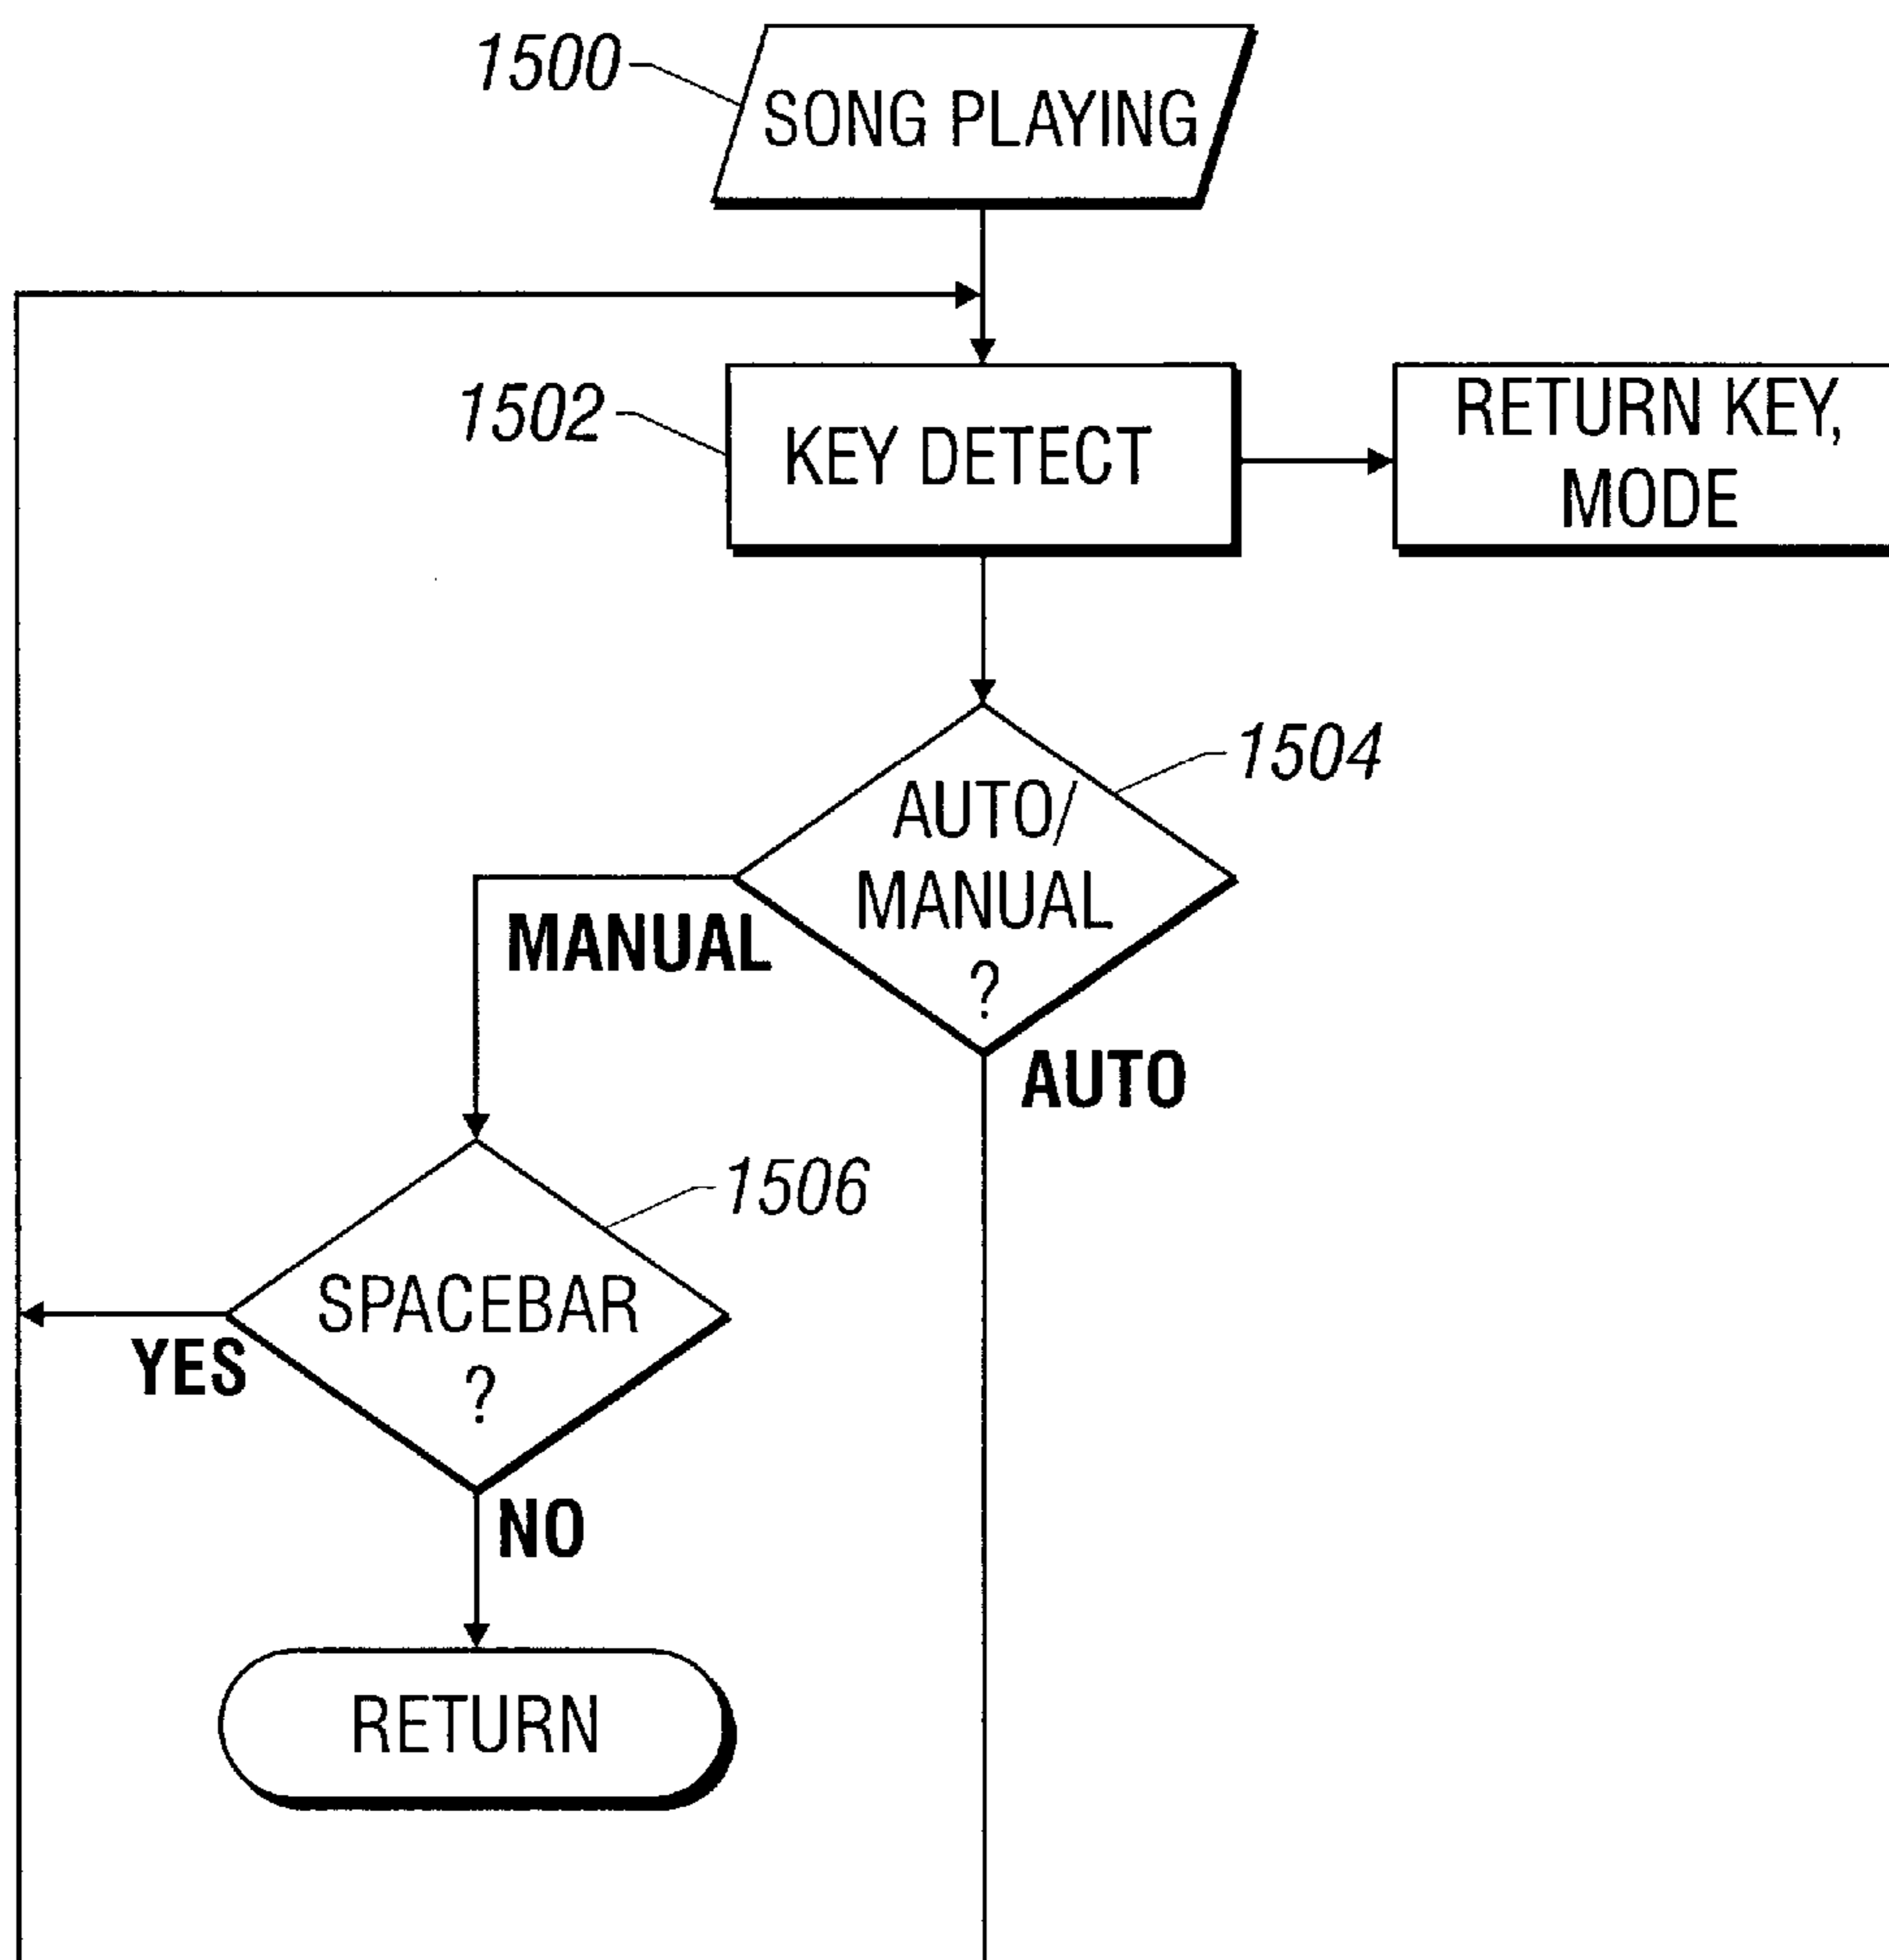 1500
SONG PLAYING
1502
KEY DETECT
RETURN KEY,
MODE
1504
AUTO/
MANUAL
?
MANUAL
AUTO
1506
SPACEBAR
?
YES
NO
RETURN